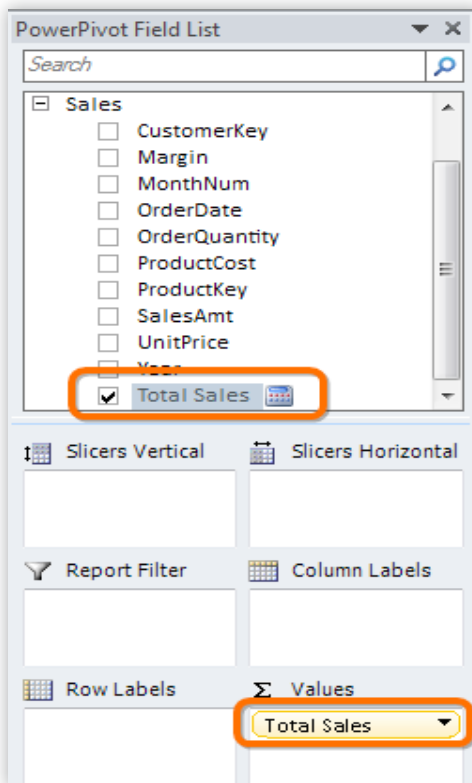 PowerPivot Field List
Search
Sales
CustomerKey
Margin
MonthNum
OrderDate
OrderQuantity
ProductCost
ProductKey
SalesAmt
UnitPrice
Year
Total Sales
Slicers Vertical
Slicers Horizontal
Report Filter
Column Labels
Row Labels
Σ Values
Total Sales